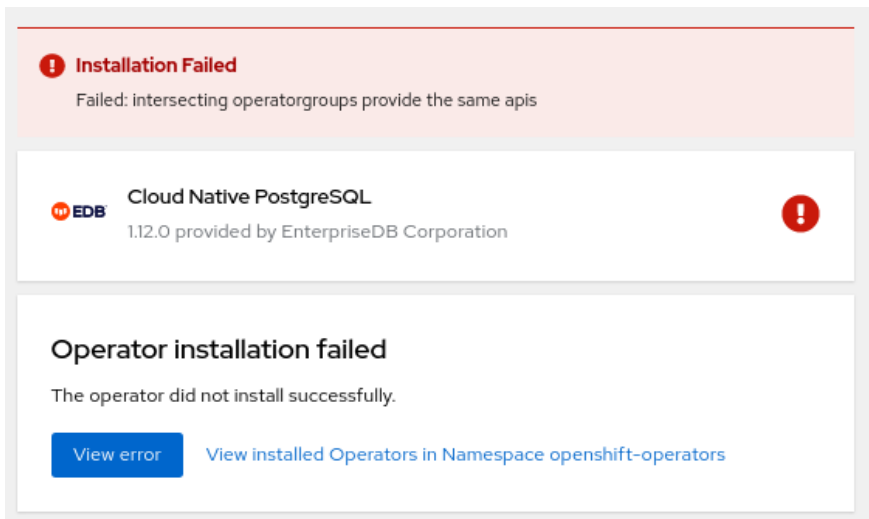 Installation Failed
Failed: intersecting operatorgroups provide the same apis
EDB
Cloud Native PostgreSQL
1.12.0 provided by EnterpriseDB Corporation
Operator installation failed
The operator did not install successfully.
View error View installed Operators in Namespace openshift-operators